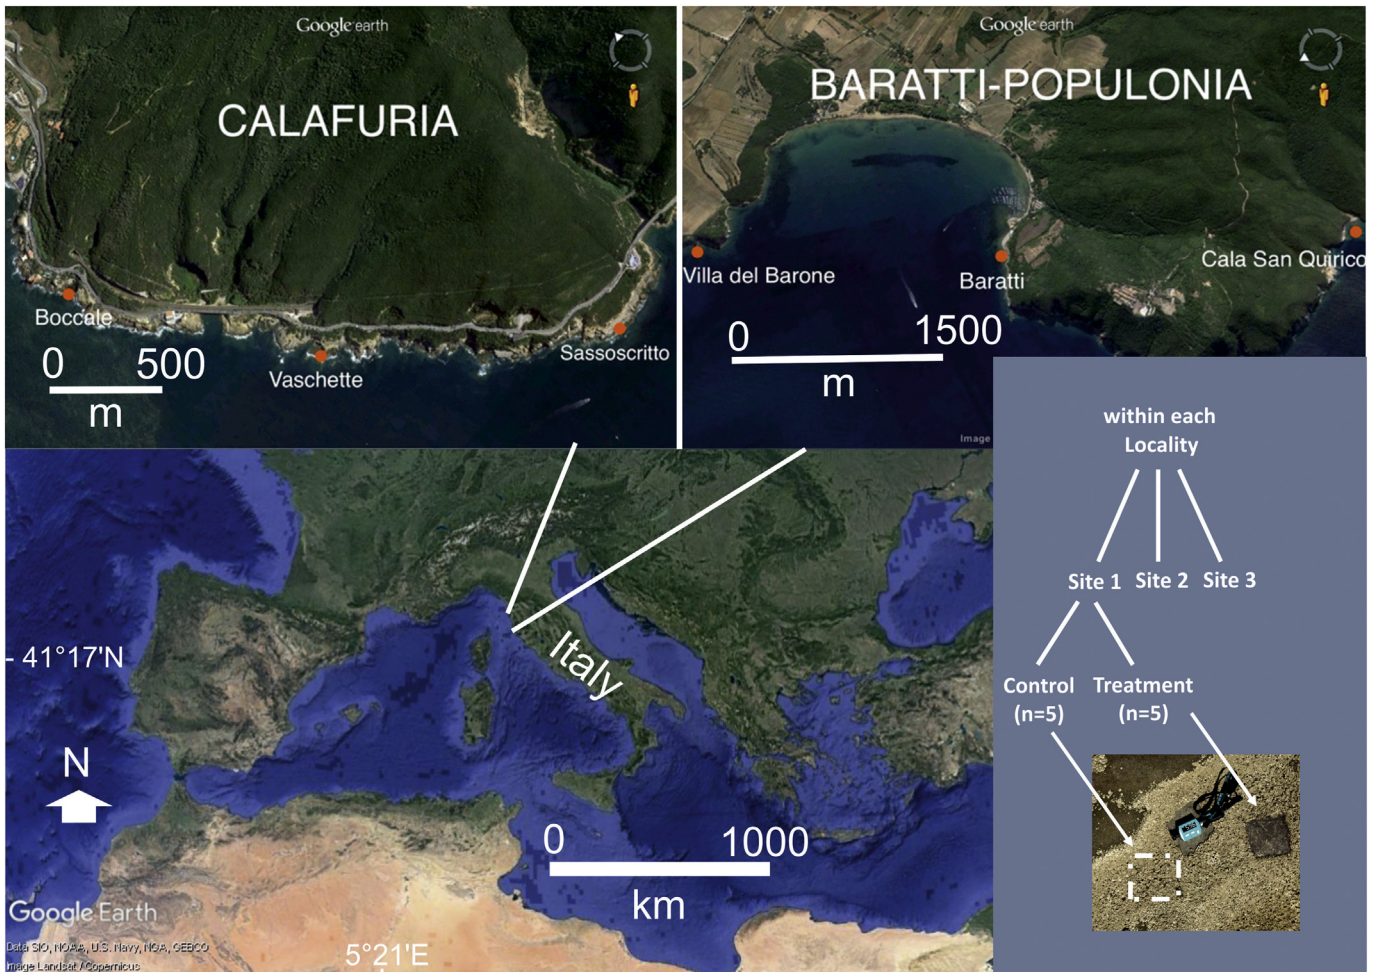 Google earth
CALAFURIA
Boccale
Vaschette
Sassoscritto
0 500
m
Google earth
BARATTI-POPULONIA
Villa del Barone
Baratti
Cala San Quirico
0 1500
m
Image
within each
Locality
Site 1 Site 2 Site 3
Control Treatment
(n=5) (n=5)
Italy
- 41°17'N
N
0 1000
km
Google Earth
Data SIO, NOAA, U.S. Navy, NGA, GEBCO
Image Landsat / Copernicus
5°21'E